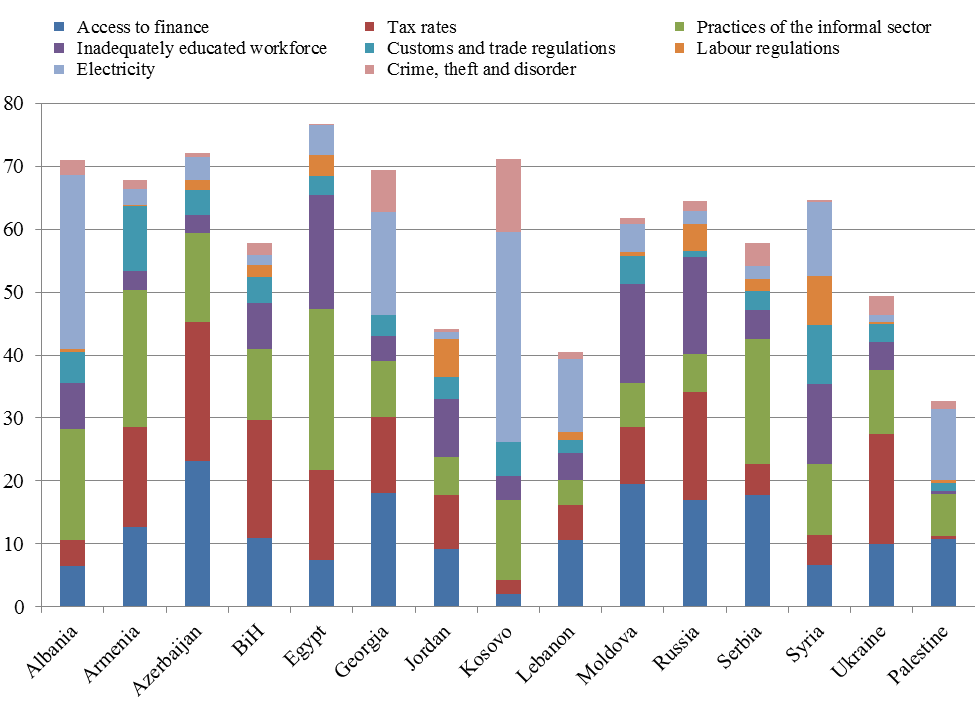 Access to finance Tax rates Practices of the informal sector
Inadequately educated workforce Customs and trade regulations Labour regulations
Electricity Crime, theft and disorder
80
70
60
50
40
30
20
10
0
Albania Armenia Azerbaijan BiH Egypt Georgia Jordan Kosovo Lebanon Moldova Russia Serbia Syria Ukraine Palestine